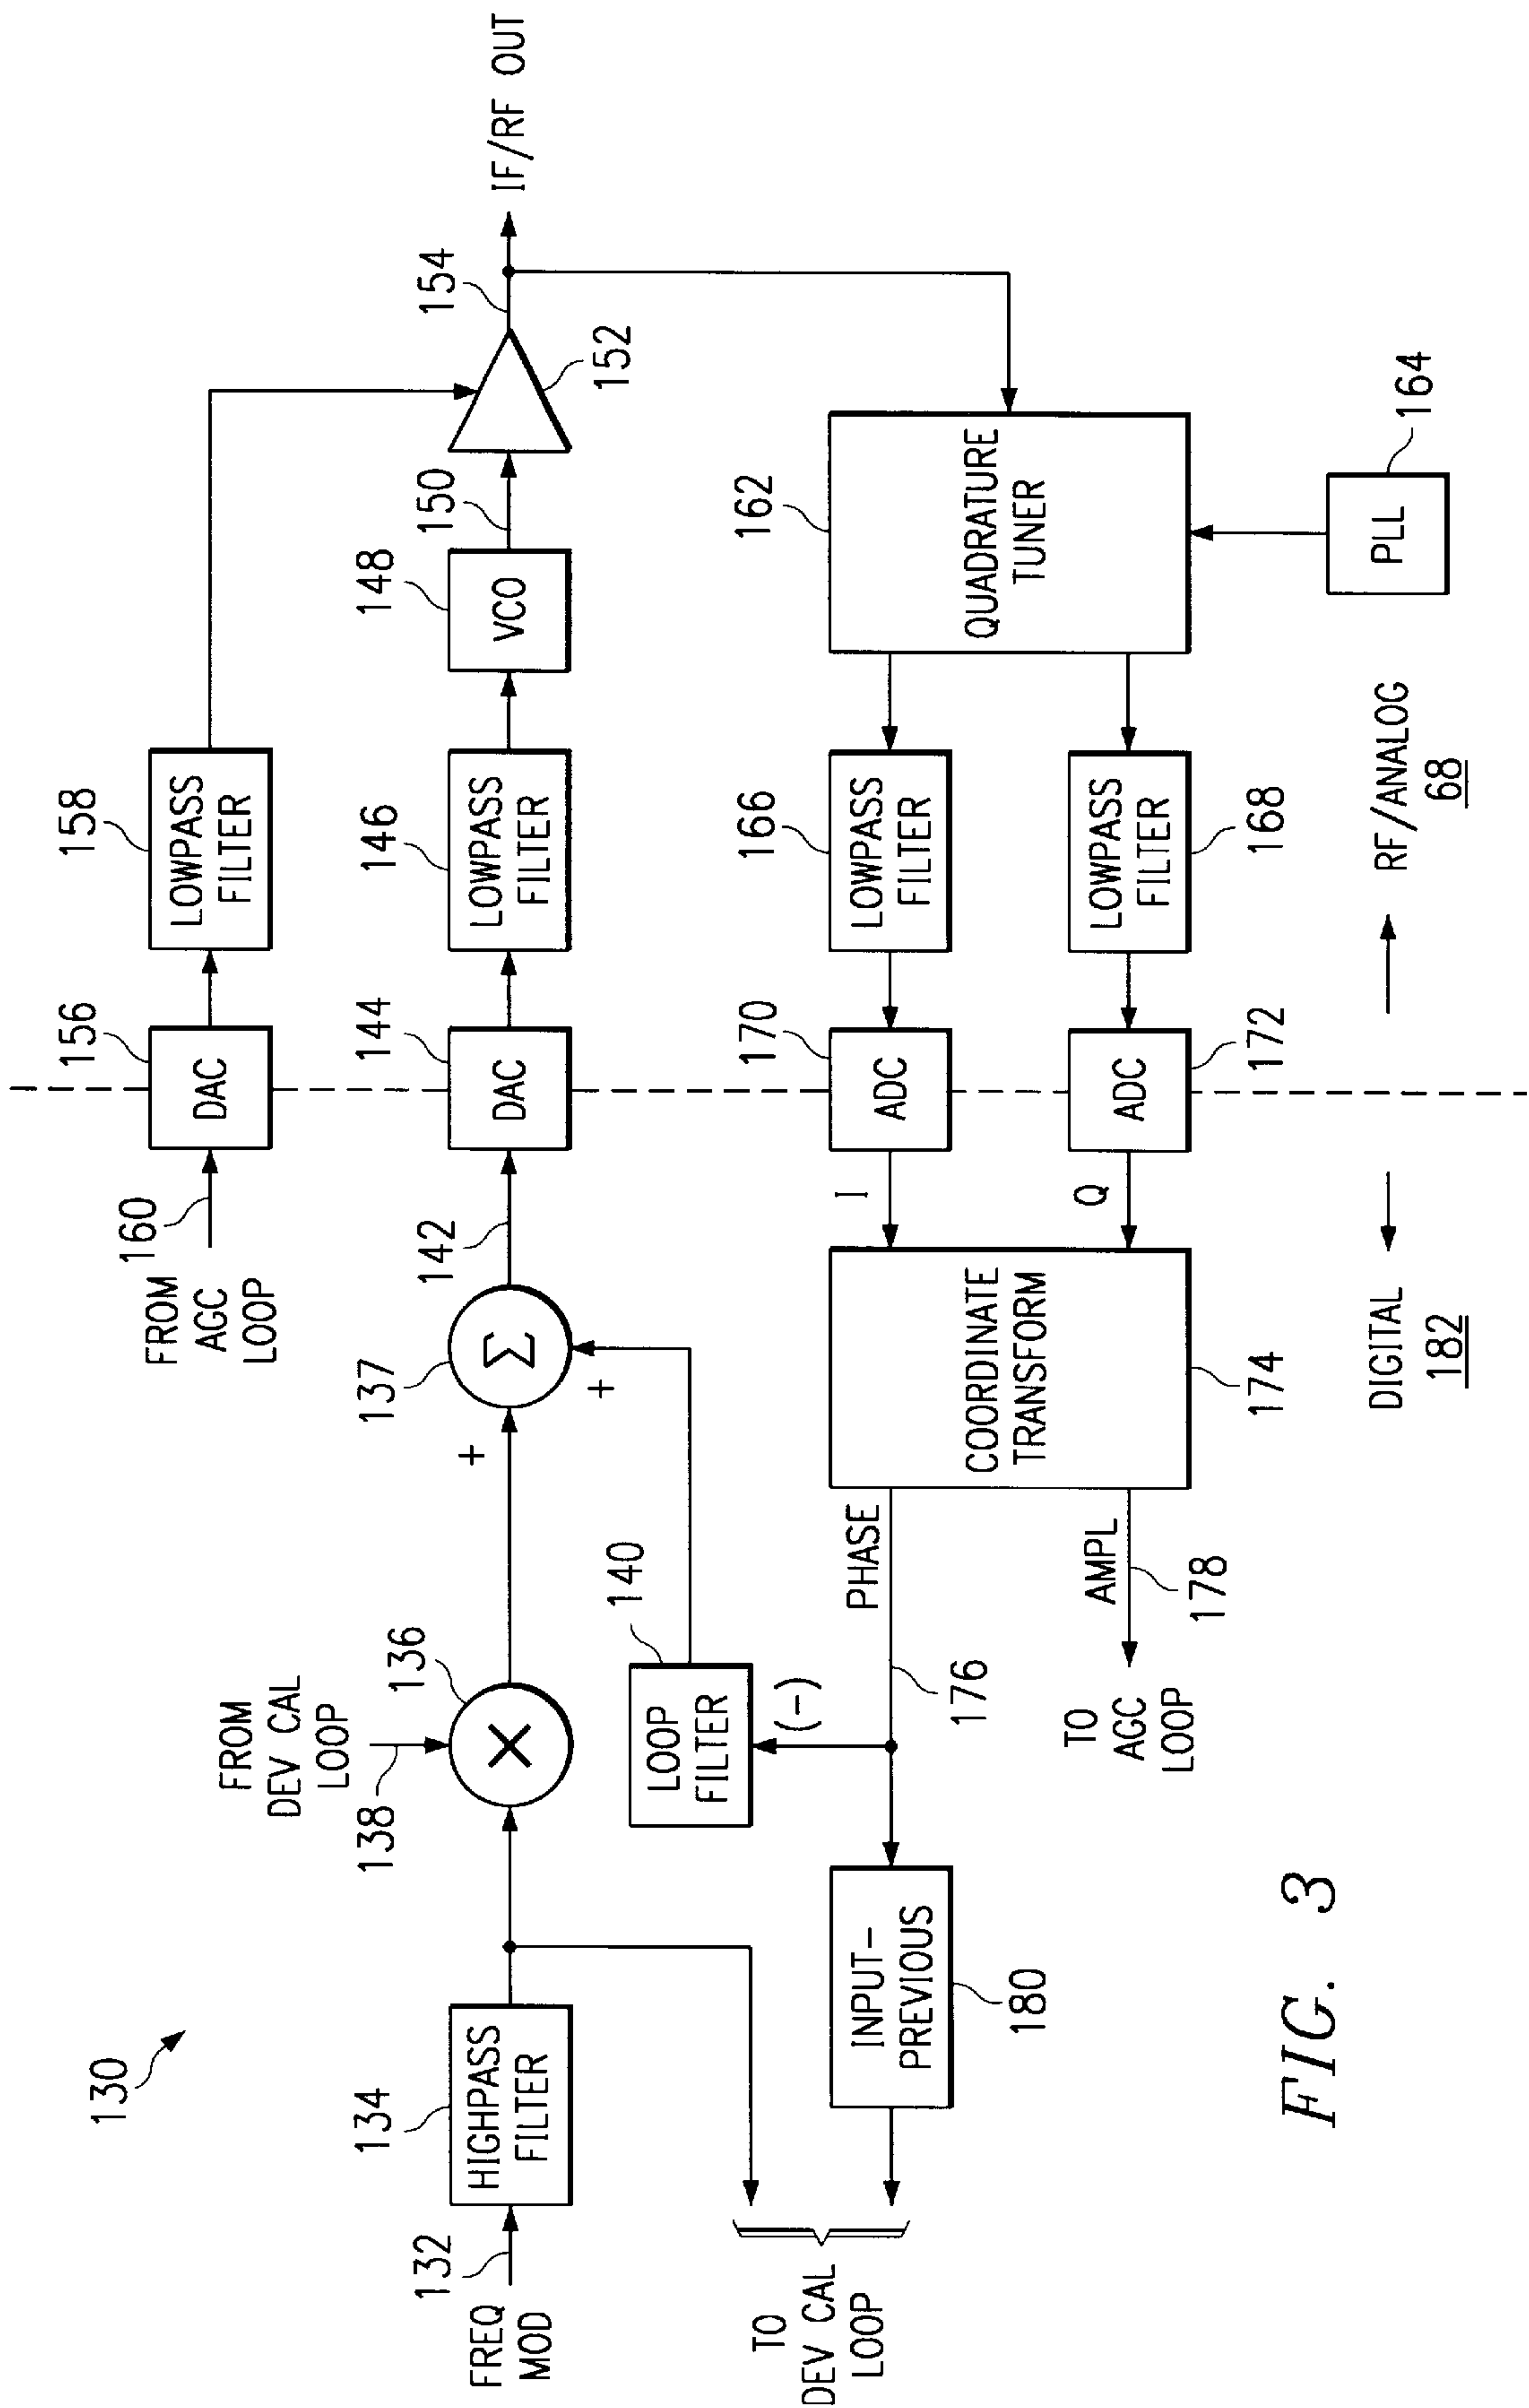 130
FROM
AGC
LOOP
160
156
DAC
158
LOWPASS
FILTER
FREQ
MOD
132
134
HIGHPASS
FILTER
FROM
DEV CAL
LOOP
138
136
×
+
137
Σ
+
142
144
DAC
146
LOWPASS
FILTER
148
VCO
150
152
154
IF/RF OUT
140
LOOP
FILTER
(-)
TO
DEV CAL
LOOP
INPUT-
PREVIOUS
180
176
PHASE
AMPL
178
TO
AGC
LOOP
COORDINATE
TRANSFORM
174
I
Q
170
ADC
ADC
172
166
LOWPASS
FILTER
LOWPASS
FILTER
168
162
QUADRATURE
TUNER
PLL
164
DIGITAL
182
RF/ANALOG
68
FIG. 3